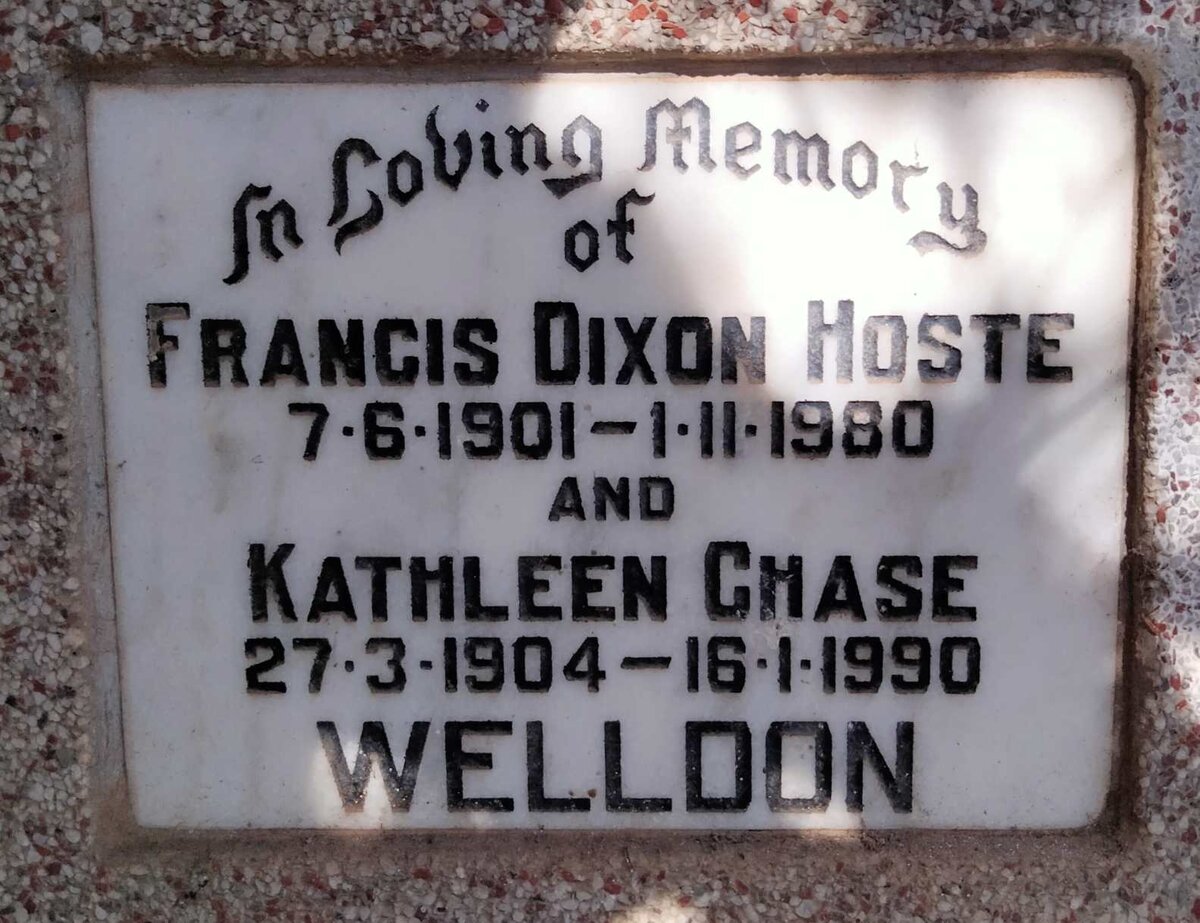 In Loving Memory
of
FRANCIS DIXON HOSTE
7·6·1901–1·11·1980
AND
KATHLEEN CHASE
27·3·1904–16·1·1990
WELLDON